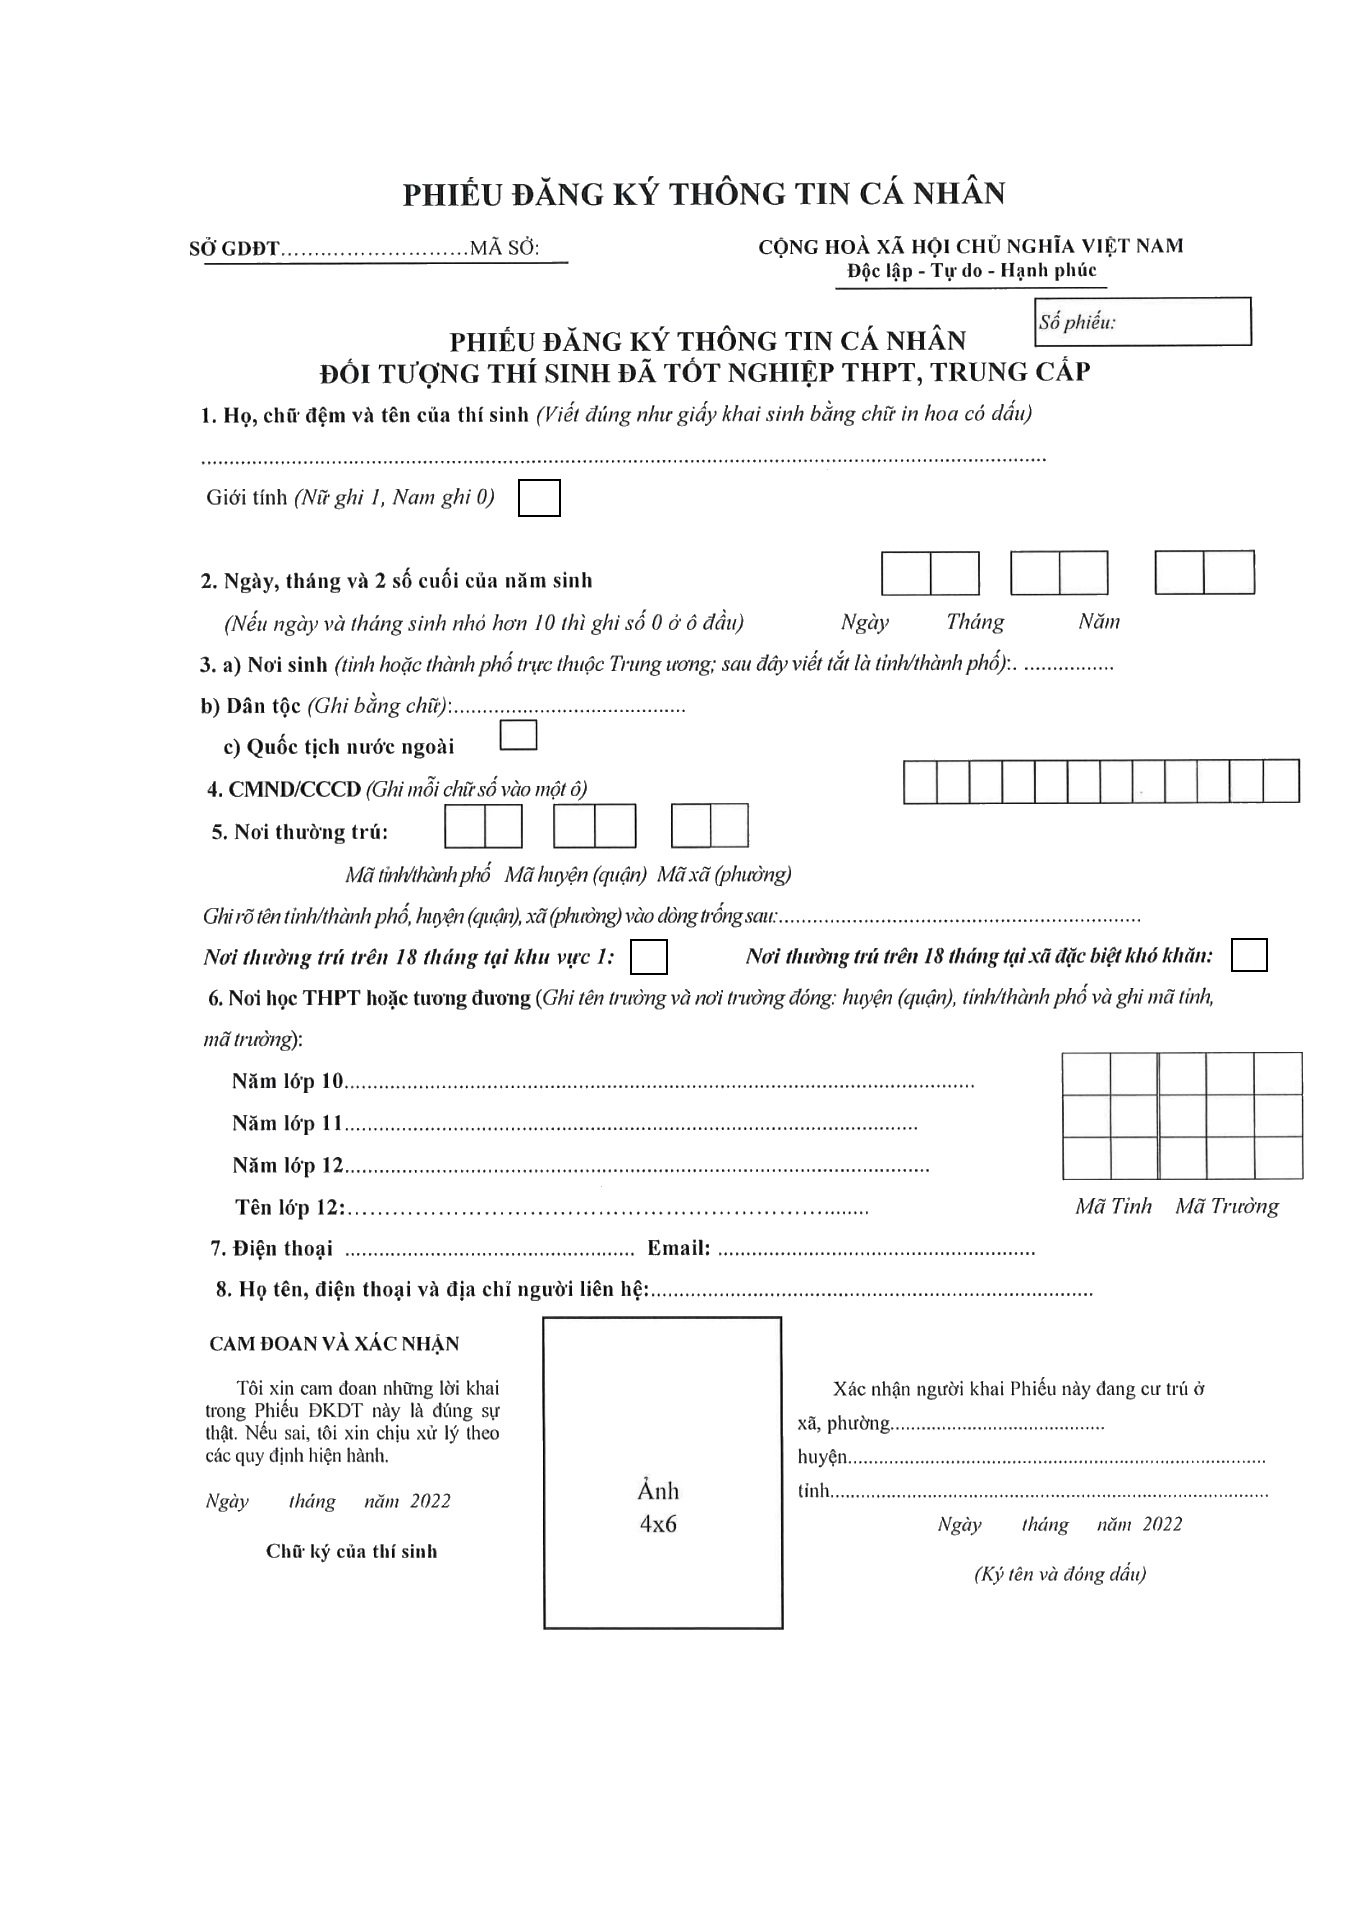 PHIẾU ĐĂNG KÝ THÔNG TIN CÁ NHÂN
SỞ GDĐT............................MÃ SỞ:
CỘNG HOÀ XÃ HỘI CHỦ NGHĨA VIỆT NAM
Độc lập - Tự do - Hạnh phúc
Số phiếu:
PHIẾU ĐĂNG KÝ THÔNG TIN CÁ NHÂN
ĐỐI TƯỢNG THÍ SINH ĐÃ TỐT NGHIỆP THPT, TRUNG CẤP
1. Họ, chữ đệm và tên của thí sinh (Viết đúng như giấy khai sinh bằng chữ in hoa có dấu)
..........................................................................................
Giới tính (Nữ ghi 1, Nam ghi 0)
2. Ngày, tháng và 2 số cuối của năm sinh
(Nếu ngày và tháng sinh nhỏ hơn 10 thì ghi số 0 ở ô đầu) Ngày Tháng Năm
3. a) Nơi sinh (tỉnh hoặc thành phố trực thuộc Trung ương; sau đây viết tắt là tỉnh/thành phố):. ................
b) Dân tộc (Ghi bằng chữ):.........................................
c) Quốc tịch nước ngoài
4. CMND/CCCD (Ghi mỗi chữ số vào một ô)
5. Nơi thường trú:
Mã tỉnh/thành phố Mã huyện (quận) Mã xã (phường)
Ghi rõ tên tỉnh/thành phố, huyện (quận), xã (phường) vào dòng trống sau:................................................................
Nơi thường trú trên 18 tháng tại khu vực 1: Nơi thường trú trên 18 tháng tại xã đặc biệt khó khăn:
6. Nơi học THPT hoặc tương đương (Ghi tên trường và nơi trường đóng: huyện (quận), tỉnh/thành phố và ghi mã tỉnh,
mã trường):
Năm lớp 10..............................................................................
Năm lớp 11..............................................................................
Năm lớp 12..............................................................................
Tên lớp 12:..............................................................................
Mã Tỉnh Mã Trường
7. Điện thoại ................................................... Email: ........................................................
8. Họ tên, điện thoại và địa chỉ người liên hệ:..............................................................................
CAM ĐOAN VÀ XÁC NHẬN
Tôi xin cam đoan những lời khai
trong Phiếu ĐKDT này là đúng sự
thật. Nếu sai, tôi xin chịu xử lý theo
các quy định hiện hành.
Ngày tháng năm 2022
Chữ ký của thí sinh
Ảnh
4x6
Xác nhận người khai Phiếu này đang cư trú ở
xã, phường......................................
huyện..........................................................................
tỉnh..............................................................................
Ngày tháng năm 2022
(Ký tên và đóng dấu)